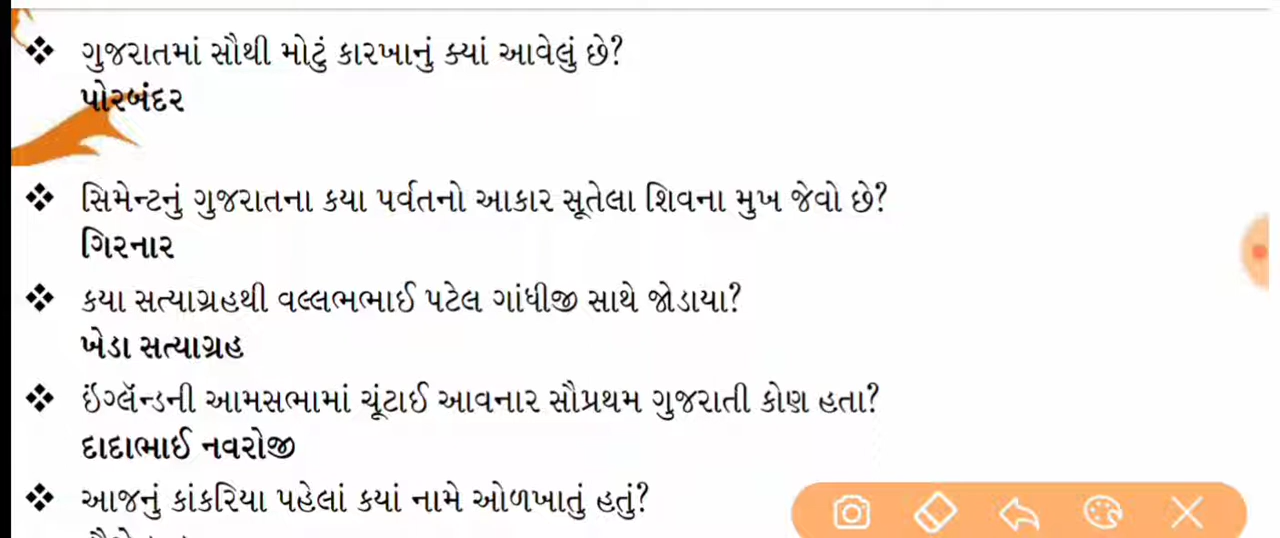 ❖ ગુજરાતમાં સૌથી મોટું કારખાનું ક્યાં આવેલું છે?
પોરબંદર
❖ સિમેન્ટનું ગુજરાતના કયા પર્વતનો આકાર સૂતેલા શિવના મુખ જેવો છે?
ગિરનાર
❖ કયા સત્યાગ્રહથી વલ્લભભાઈ પટેલ ગાંધીજી સાથે જોડાયા?
ખેડા સત્યાગ્રહ
❖ ઇંગ્લૅન્ડની આમસભામાં ચૂંટાઈ આવનાર સૌપ્રથમ ગુજરાતી કોણ હતા?
દાદાભાઈ નવરોજી
❖ આજનું કાંકરિયા પહેલાં કયાં નામે ઓળખાતું હતું?